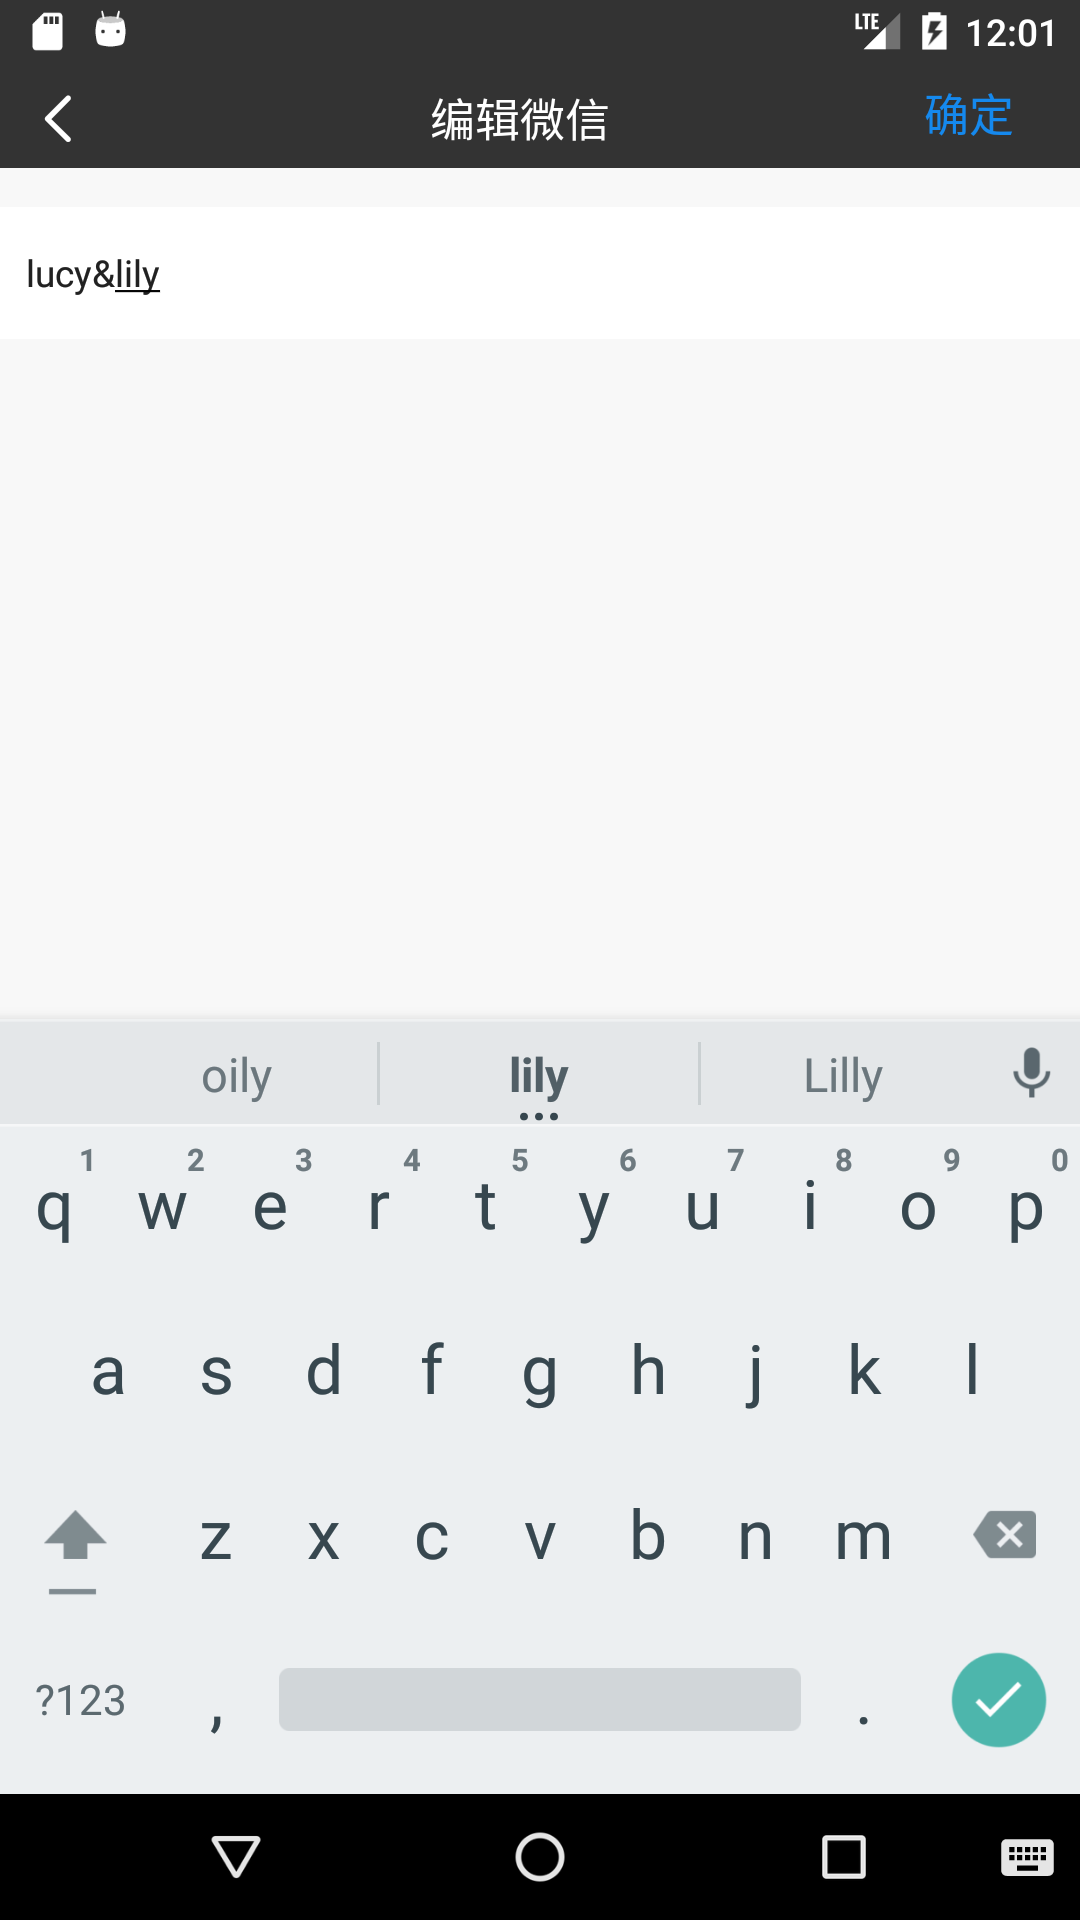 LTE 12:01
编辑微信 确定
lucy&lily
oily lily Lilly
1 2 3 4 5 6 7 8 9 0
q w e r t y u i o p
a s d f g h j k l
z x c v b n m
?123 , .